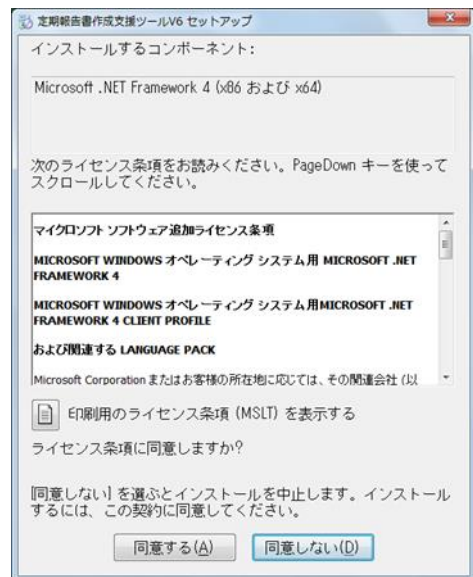 定期報告書作成支援ツールV6 セットアップ
インストールするコンポーネント:
Microsoft .NET Framework 4 (x86 および x64)
次のライセンス条項をお読みください。PageDown キーを使って
スクロールしてください。
マイクロソフト ソフトウェア追加ライセンス条項
MICROSOFT WINDOWS オペレーティング システム用 MICROSOFT .NET
FRAMEWORK 4
MICROSOFT WINDOWS オペレーティング システム用MICROSOFT .NET
FRAMEWORK 4 CLIENT PROFILE
および関連する LANGUAGE PACK
Microsoft Corporation またはお客様の所在地に応じては、その関連会社 (以
印刷用のライセンス条項 (MSLT) を表示する
ライセンス条項に同意しますか?
[同意しない] を選ぶとインストールを中止します。インストール
するには、この契約に同意してください。
同意する(A) 同意しない(D)